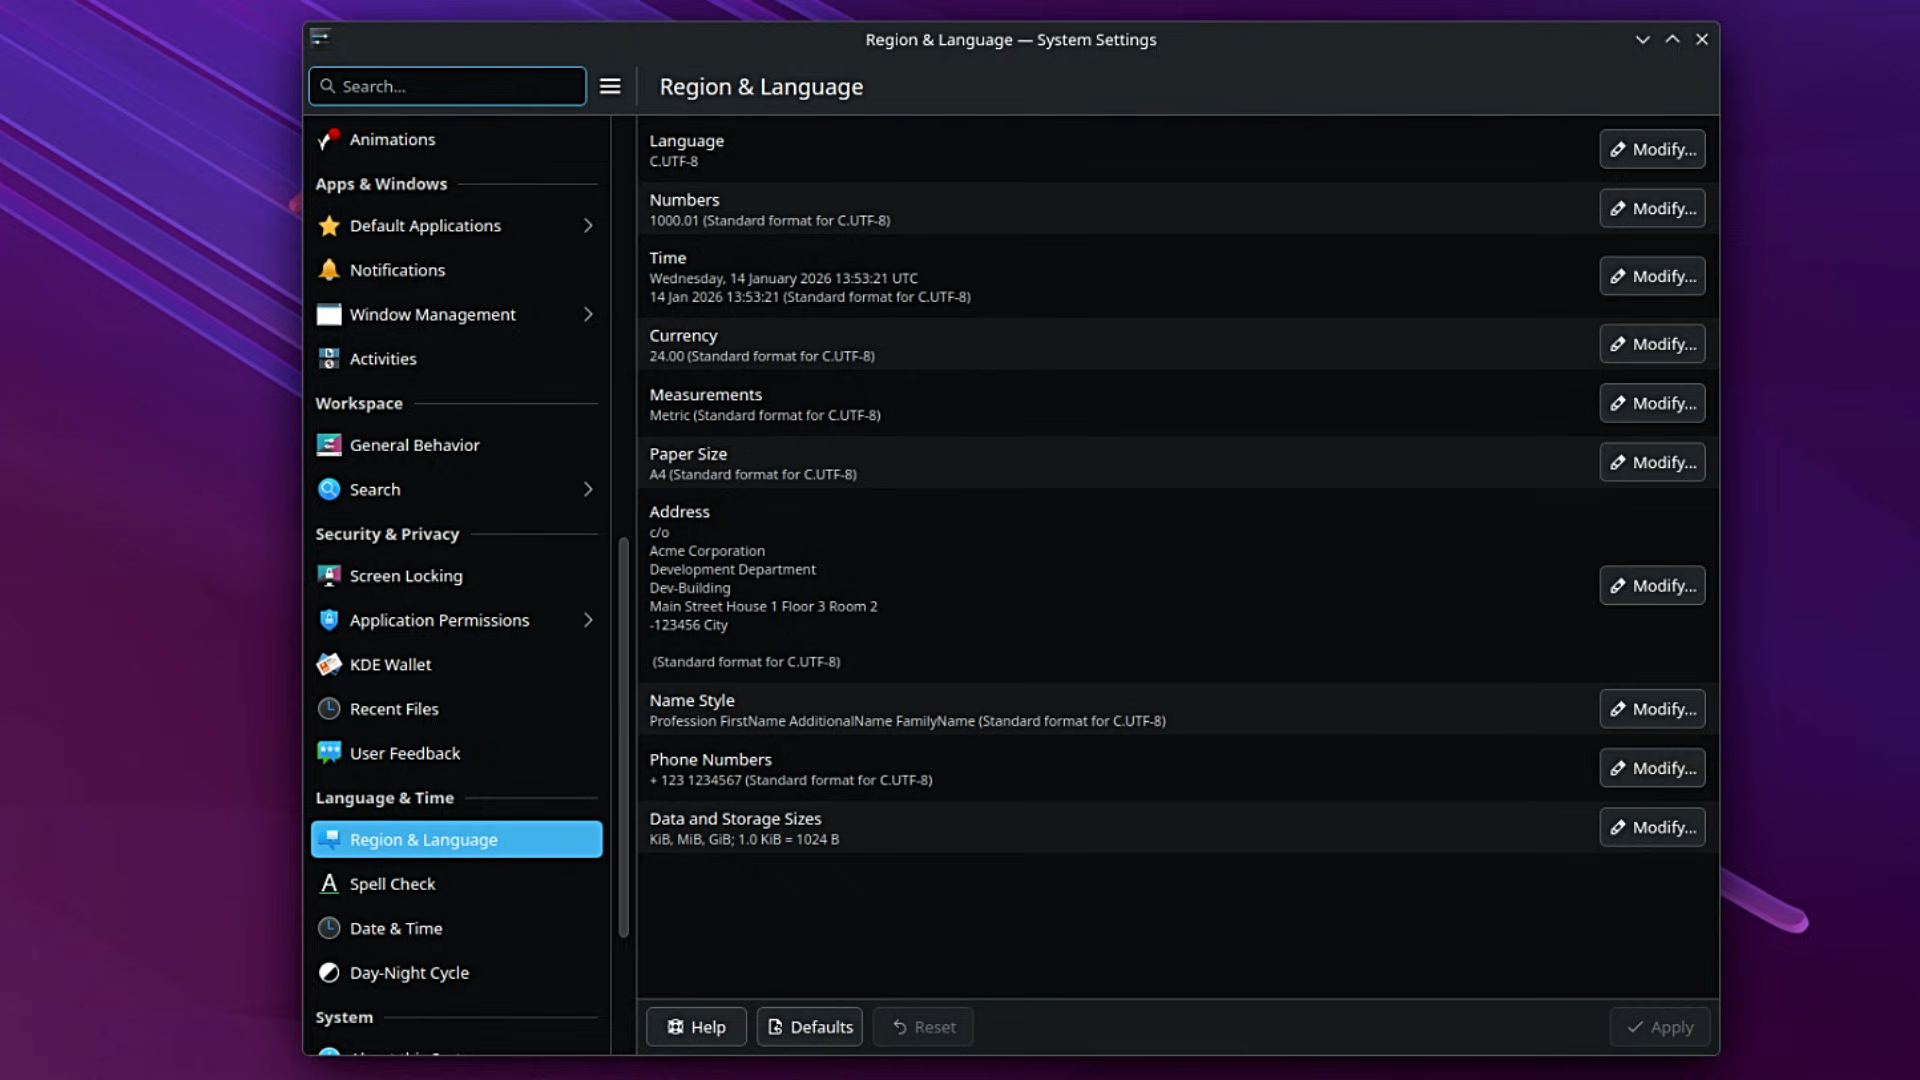 Region & Language — System Settings
Search...
Region & Language
Animations
Apps & Windows
Default Applications
Notifications
Window Management
Activities
Workspace
General Behavior
Search
Security & Privacy
Screen Locking
Application Permissions
KDE Wallet
Recent Files
User Feedback
Language & Time
Region & Language
Spell Check
Date & Time
Day-Night Cycle
System
Language
C.UTF-8
Modify...
Numbers
1000.01 (Standard format for C.UTF-8)
Modify...
Time
Wednesday, 14 January 2026 13:53:21 UTC
14 Jan 2026 13:53:21 (Standard format for C.UTF-8)
Modify...
Currency
24.00 (Standard format for C.UTF-8)
Modify...
Measurements
Metric (Standard format for C.UTF-8)
Modify...
Paper Size
A4 (Standard format for C.UTF-8)
Modify...
Address
c/o
Acme Corporation
Development Department
Dev-Building
Main Street House 1 Floor 3 Room 2
-123456 City
(Standard format for C.UTF-8)
Modify...
Name Style
Profession FirstName AdditionalName FamilyName (Standard format for C.UTF-8)
Modify...
Phone Numbers
+ 123 1234567 (Standard format for C.UTF-8)
Modify...
Data and Storage Sizes
KiB, MiB, GiB; 1.0 KiB = 1024 B
Modify...
Help
Defaults
Reset
Apply